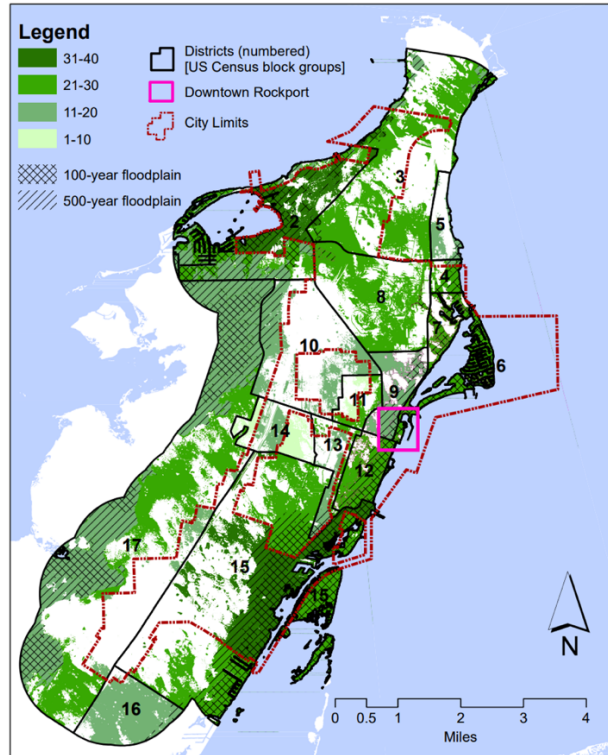 Legend
31-40
21-30
11-20
1-10
100-year floodplain
500-year floodplain
Districts (numbered)
[US Census block groups]
Downtown Rockport
City Limits
3
2
5
4
8
7
6
10
9
11
14
13
12
17
15
15
16
N
0 0.5 1 2 3 4
Miles